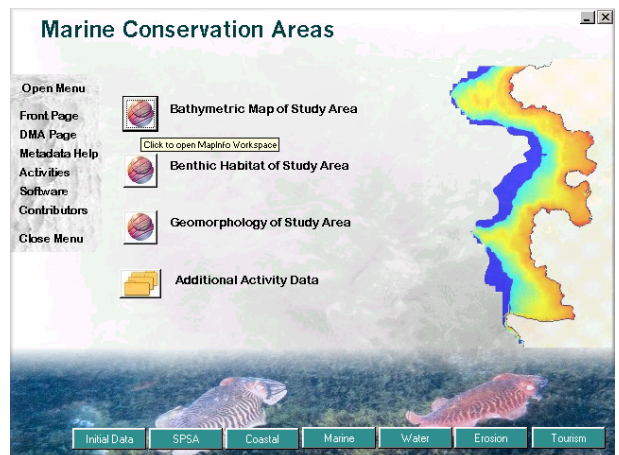 Marine Conservation Areas
Open Menu
Front Page
DMA Page
Metadata Help
Activities
Software
Contributors
Close Menu
Bathymetric Map of Study Area
Click to open MapInfo Workspace
Benthic Habitat of Study Area
Geomorphology of Study Area
Additional Activity Data
Initial Data
SPSA
Coastal
Marine
Water
Erosion
Tourism